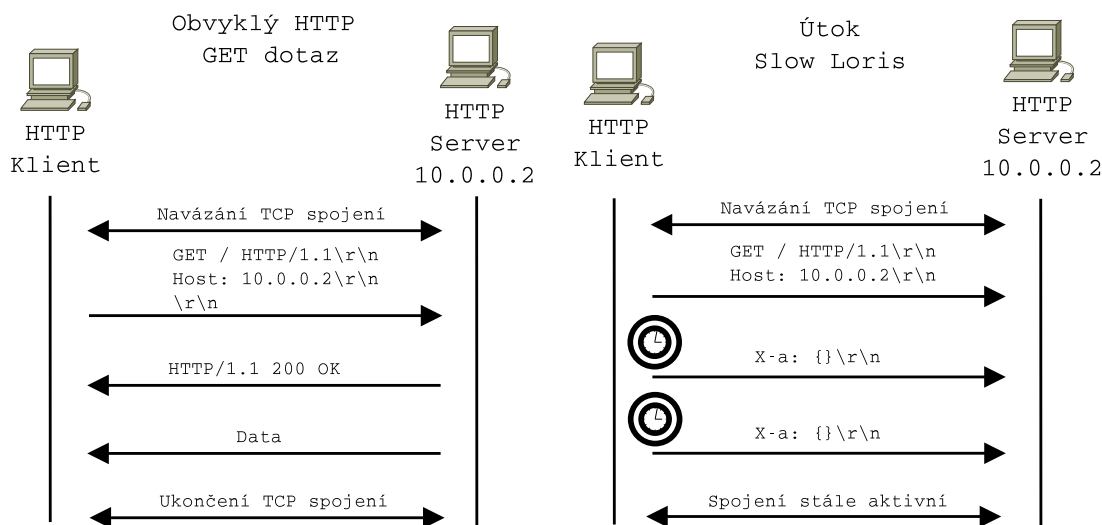 Obvyklý HTTP
GET dotaz
HTTP
Klient
HTTP
Server
10.0.0.2
Navázání TCP spojení
GET / HTTP/1.1\r\n
Host: 10.0.0.2\r\n
\r\n
HTTP/1.1 200 OK
Data
Ukončení TCP spojení
Útok
Slow Loris
HTTP
Klient
HTTP
Server
10.0.0.2
Navázání TCP spojení
GET / HTTP/1.1\r\n
Host: 10.0.0.2\r\n
X-a: {}\r\n
X-a: {}\r\n
Spojení stále aktivní